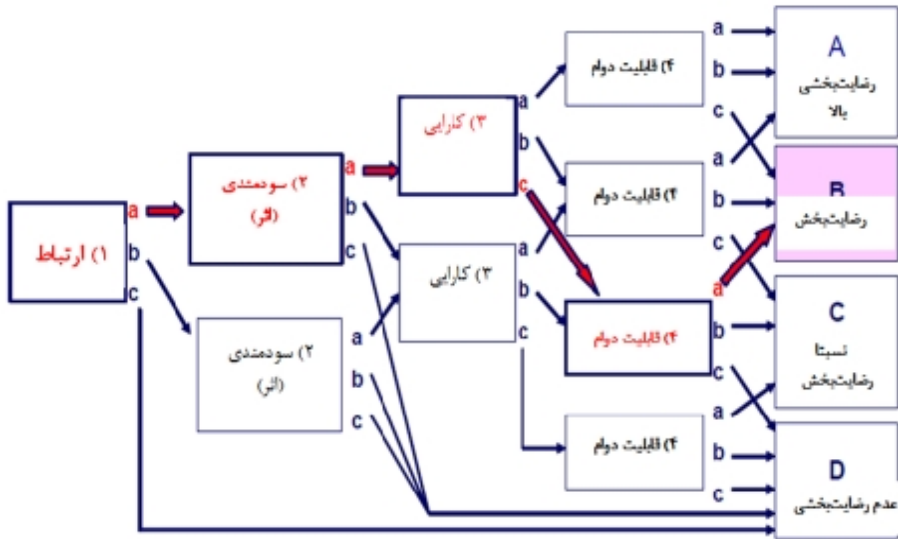 ۱) ارتباط
a
b
c
۲) سودمندی
(اثر)
a
b
c
۲) سودمندی
(اثر)
a
b
c
۳) کارایی
a
b
c
۳) کارایی
a
b
c
۴) قابلیت دوام
a
b
c
۴) قابلیت دوام
a
b
c
۴) قابلیت دوام
a
b
c
۴) قابلیت دوام
a
b
c
A
رضایت‌بخشی
بالا
B
رضایت‌بخش
C
نسبتا
رضایت‌بخش
D
عدم رضایت‌بخشی